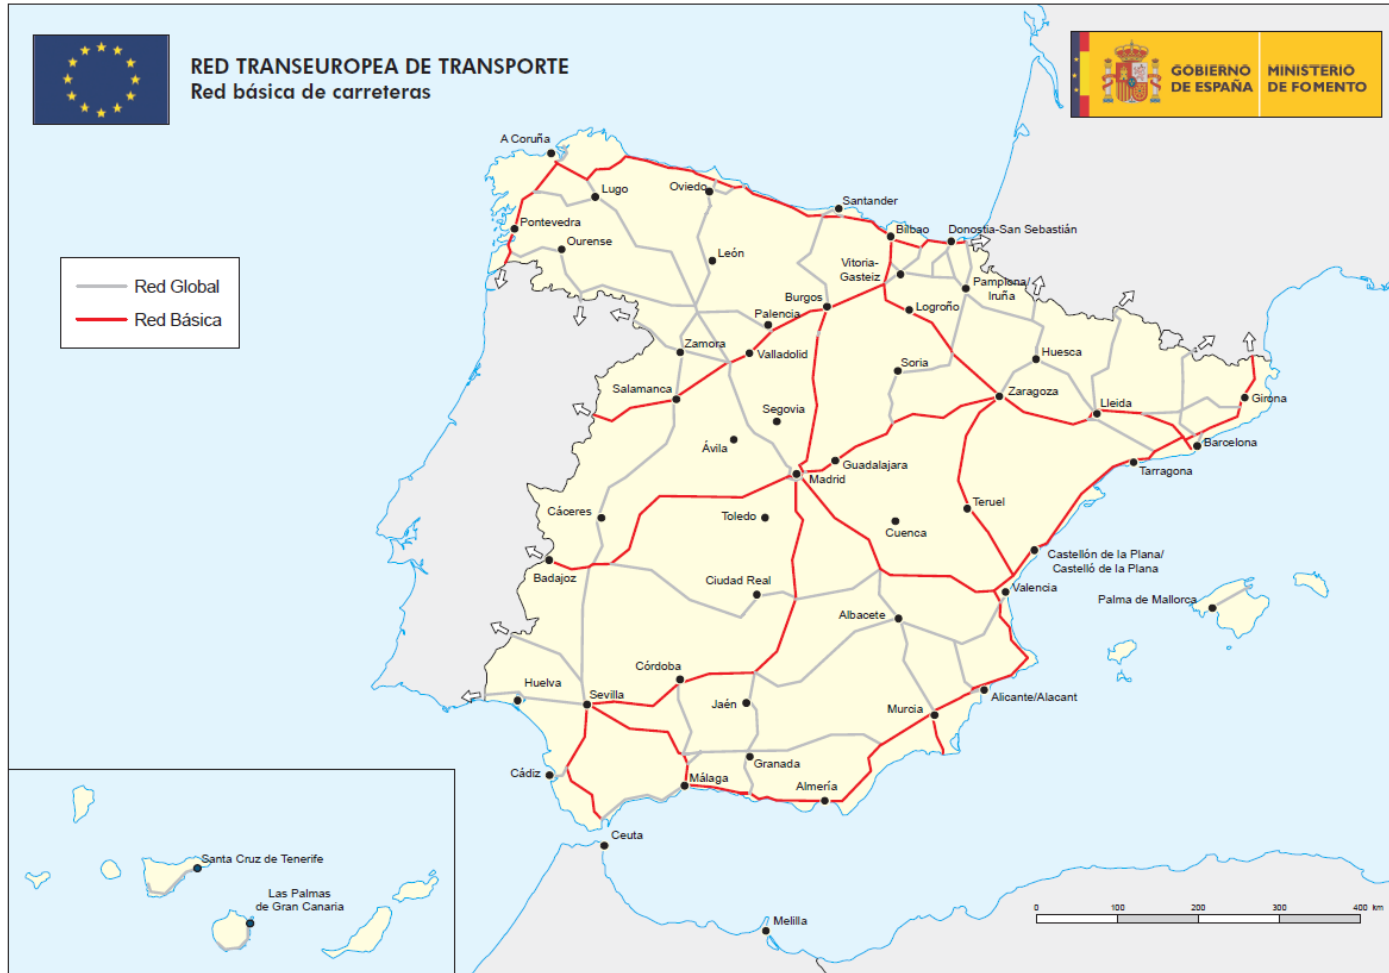 RED TRANSEUROPEA DE TRANSPORTE
Red básica de carreteras
GOBIERNO
DE ESPAÑA
MINISTERIO
DE FOMENTO
Red Global
Red Básica
A Coruña
Lugo
Oviedo
Santander
Bilbao
Donostia-San Sebastián
Pontevedra
Ourense
León
Vitoria-
Gasteiz
Pamplona/
Iruña
Burgos
Logroño
Palencia
Zamora
Valladolid
Soria
Huesca
Salamanca
Segovia
Zaragoza
Lleida
Girona
Ávila
Barcelona
Guadalajara
Tarragona
Madrid
Cáceres
Toledo
Teruel
Cuenca
Castellón de la Plana/
Castelló de la Plana
Badajoz
Ciudad Real
Valencia
Palma de Mallorca
Albacete
Córdoba
Huelva
Sevilla
Jaén
Murcia
Alicante/Alacant
Granada
Cádiz
Málaga
Almería
Ceuta
Santa Cruz de Tenerife
Las Palmas
de Gran Canaria
Melilla
0 100 200 300 400 km